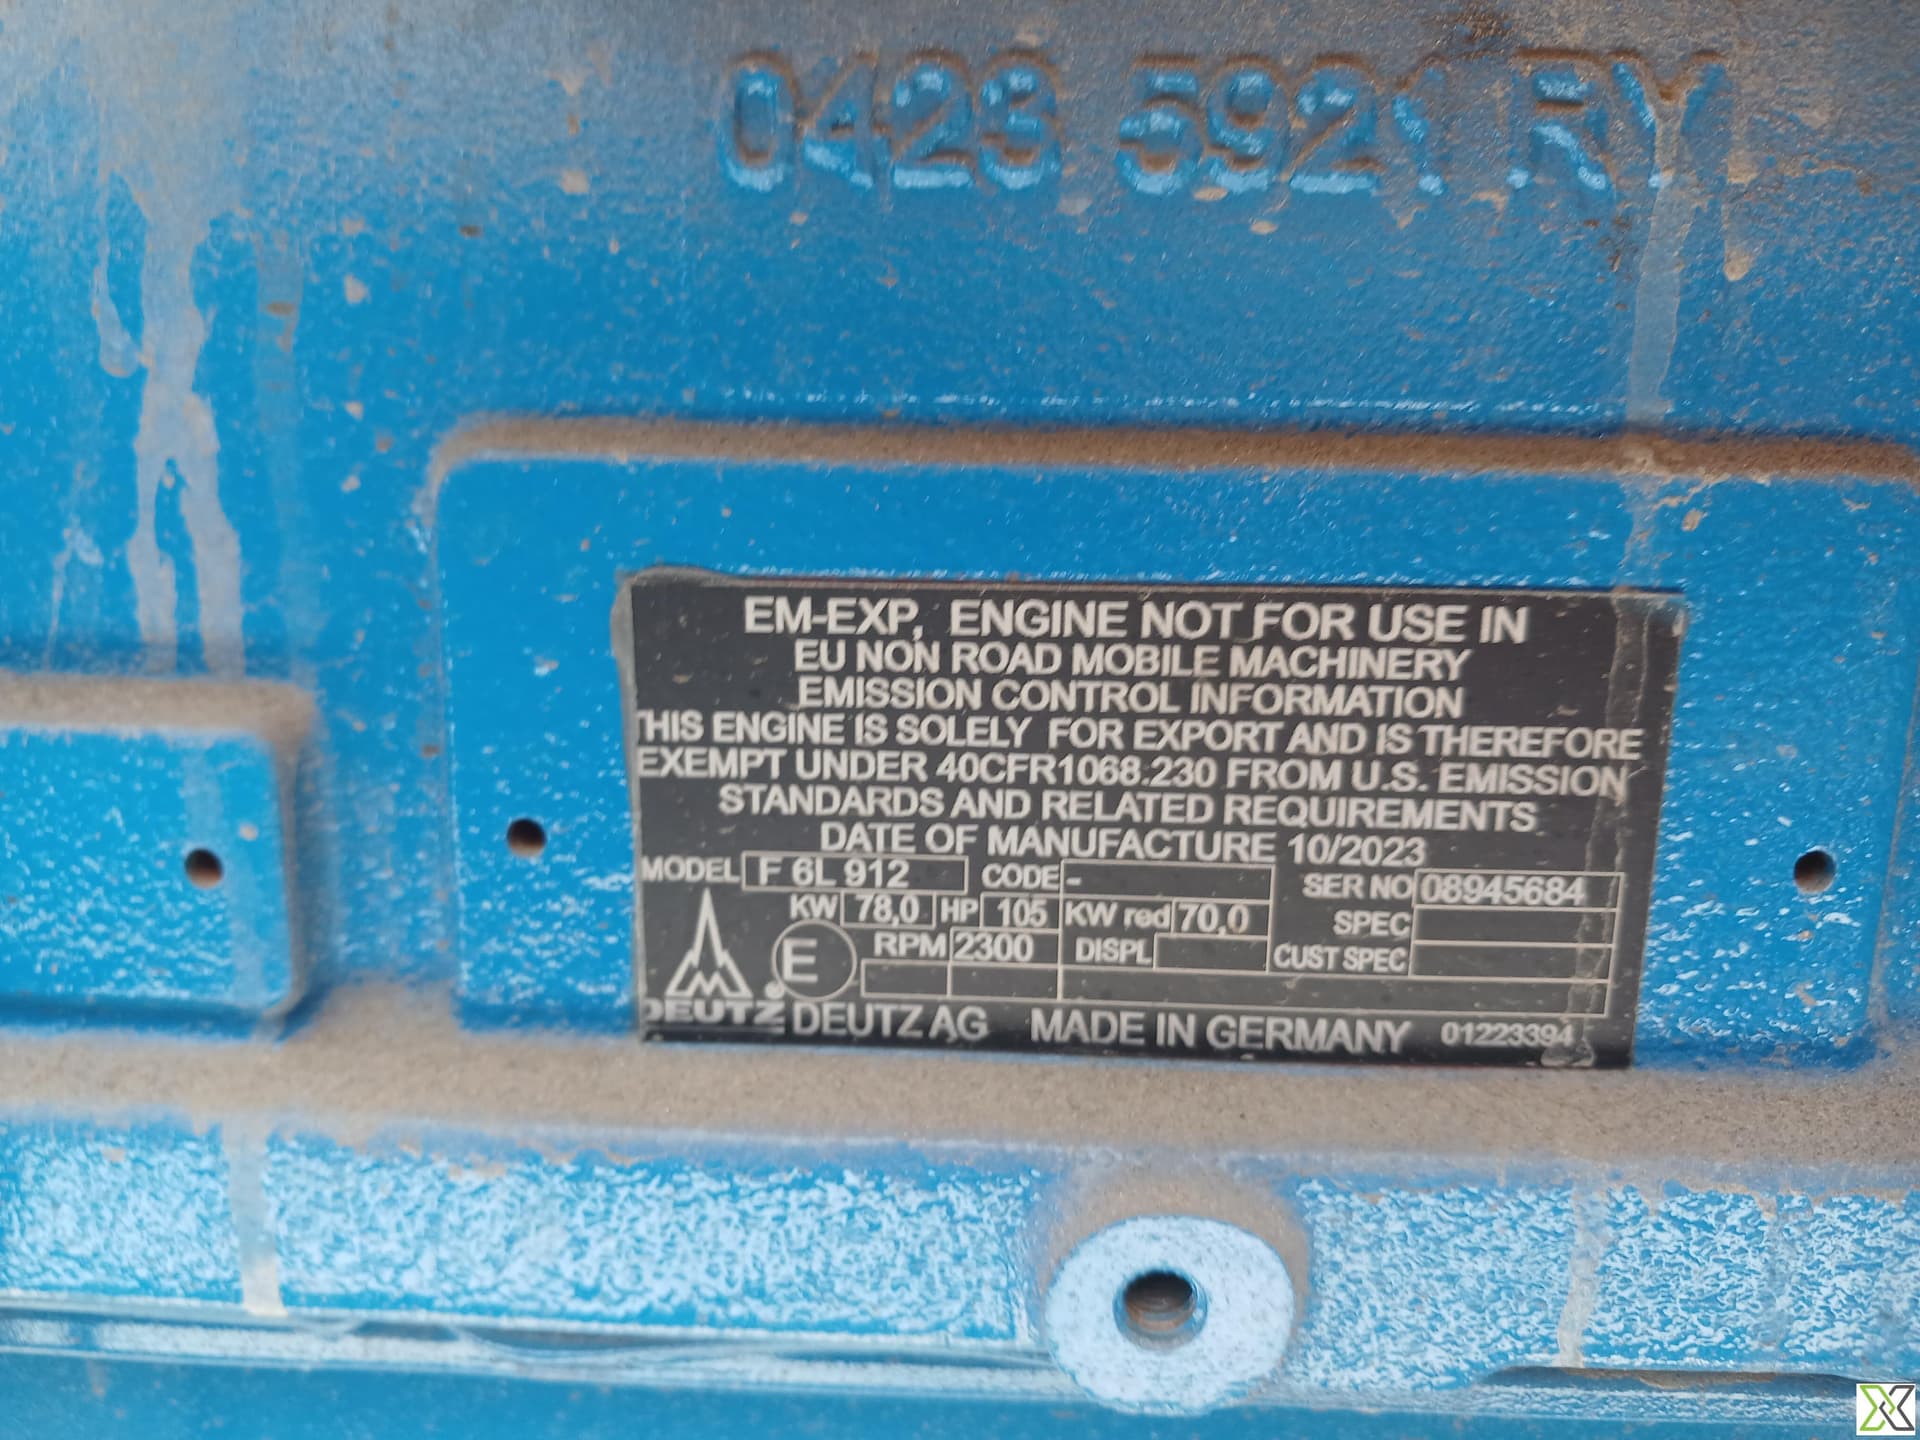 0423 5921 RY
EM-EXP, ENGINE NOT FOR USE IN
EU NON ROAD MOBILE MACHINERY
EMISSION CONTROL INFORMATION
THIS ENGINE IS SOLELY FOR EXPORT AND IS THEREFORE
EXEMPT UNDER 40CFR1068.230 FROM U.S. EMISSION
STANDARDS AND RELATED REQUIREMENTS
DATE OF MANUFACTURE 10/2023
MODEL F 6L 912 CODE - SER NO 08945684
KW 78,0 HP 105 KW red 70,0 SPEC
E RPM 2300 DISPL CUST SPEC
DEUTZ® DEUTZ AG MADE IN GERMANY 01223394